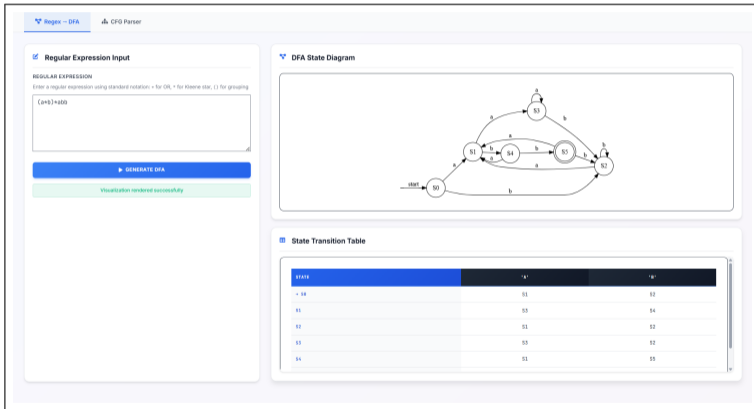 Regex → DFA
CFG Parser
Regular Expression Input
REGULAR EXPRESSION
Enter a regular expression using standard notation: + for OR, * for Kleene star, ( ) for grouping
(a+b)*abb
GENERATE DFA
Visualization rendered successfully
DFA State Diagram
a
S3
a
b
a
S1
b
S4
b
S5
b
b
S2
a
a
a
start
S0
b
State Transition Table
STATE
'A'
'B'
→ S0
S1
S2
S1
S3
S4
S2
S1
S2
S3
S3
S2
S4
S1
S5